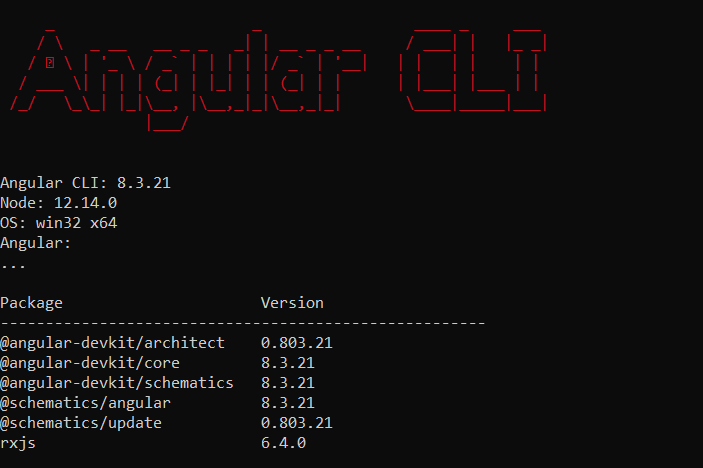 Angular CLI
Angular CLI: 8.3.21
Node: 12.14.0
OS: win32 x64
Angular:
...
Package Version
------------------------------------------------------
@angular-devkit/architect 0.803.21
@angular-devkit/core 8.3.21
@angular-devkit/schematics 8.3.21
@schematics/angular 8.3.21
@schematics/update 0.803.21
rxjs 6.4.0